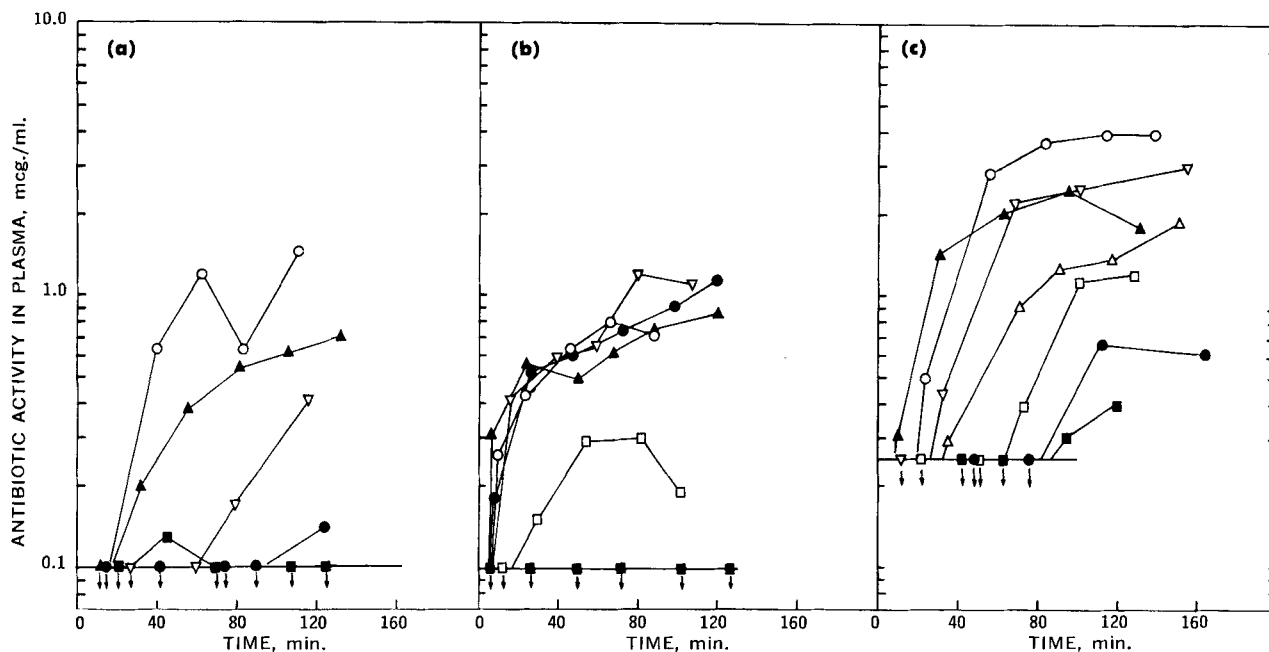 ANTIBIOTIC ACTIVITY IN PLASMA, mcg./ml.
10.0
1.0
0.1
(a)
(b)
(c)
0 40 80 120 160
0 40 80 120 160
0 40 80 120 160
TIME, min.
TIME, min.
TIME, min.